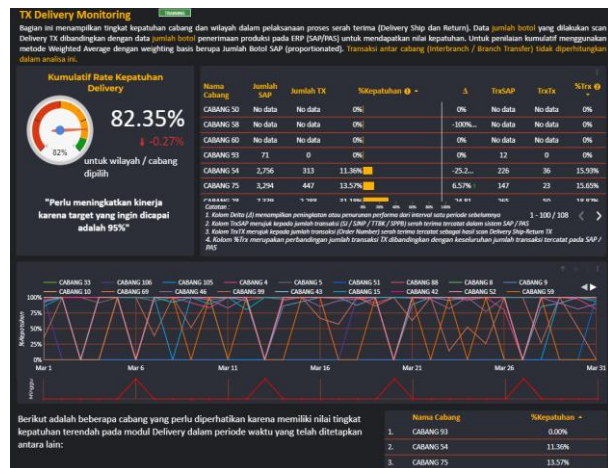 TX Delivery Monitoring
TRAINING
Bagian ini menampilkan tingkat kepatuhan cabang dan wilayah dalam pelaksanaan proses serah terima (Delivery Ship dan Return). Data jumlah botol yang dilakukan scan
Delivery TX dibandingkan dengan data jumlah botol penerimaan produksi pada ERP (SAP/PAS) untuk mendapatkan nilai kepatuhan. Untuk penilaian kumulatif menggunakan
metode Weighted Average dengan weighting basis berupa Jumlah Botol SAP (proportionated). Transaksi antar cabang (Interbranch / Branch Transfer) tidak diperhitungkan
dalam analisa ini.
Kumulatif Rate Kepatuhan
Delivery
82%
82.35%
-0.27%
untuk wilayah / cabang
dipilih
"Perlu meningkatkan kinerja
karena target yang ingin dicapai
adalah 95%"
Nama Cabang Jumlah SAP Jumlah TX %Kepatuhan Δ TrxSAP TrxTx %Trx
CABANG 50 No data No data 0% 0% No data No data 0%
CABANG 58 No data No data 0% -100%... No data No data 0%
CABANG 60 No data No data 0% 0% No data No data 0%
CABANG 93 71 0 0% 0% 12 0 0%
CABANG 54 2,756 313 11.36% -25.2... 226 36 15.93%
CABANG 75 3,294 447 13.57% 6.57% 147 23 15.65%
Catatan :
1. Kolom Delta (Δ) menampilkan peningkatan atau penurunan performa dari interval satu periode sebelumnya
1 - 100 / 108
2. Kolom TrxSAP merujuk kepada jumlah transaksi (SJ / SJNP / TTBK / SPPB) serah terima tercatat dalam sistem SAP / PAS
3. Kolom TrxTX merujuk kepada jumlah transaksi (Order Number) serah terima tercatat sebagai hasil scan Delivery Ship-Return TX
4. Kolom %Trx merupakan perbandingan jumlah transaksi TX dibandingkan dengan keseluruhan jumlah transaksi tercatat pada SAP /
PAS
CABANG 33 CABANG 106 CABANG 105 CABANG 4 CABANG 5 CABANG 51 CABANG 88 CABANG 8 CABANG 9
CABANG 10 CABANG 69 CABANG 46 CABANG 99 CABANG 43 CABANG 15 CABANG 42 CABANG 52 CABANG 59
100%
75%
50%
25%
0%
%Kepatuhan
Mar 1 Mar 6 Mar 11 Mar 16 Mar 21 Mar 26 Mar 31
Minggu
Berikut adalah beberapa cabang yang perlu diperhatikan karena memiliki nilai tingkat
kepatuhan terendah pada modul Delivery dalam periode waktu yang telah ditetapkan
antara lain:
Nama Cabang %Kepatuhan
1. CABANG 93 0.00%
2. CABANG 54 11.36%
3. CABANG 75 13.57%